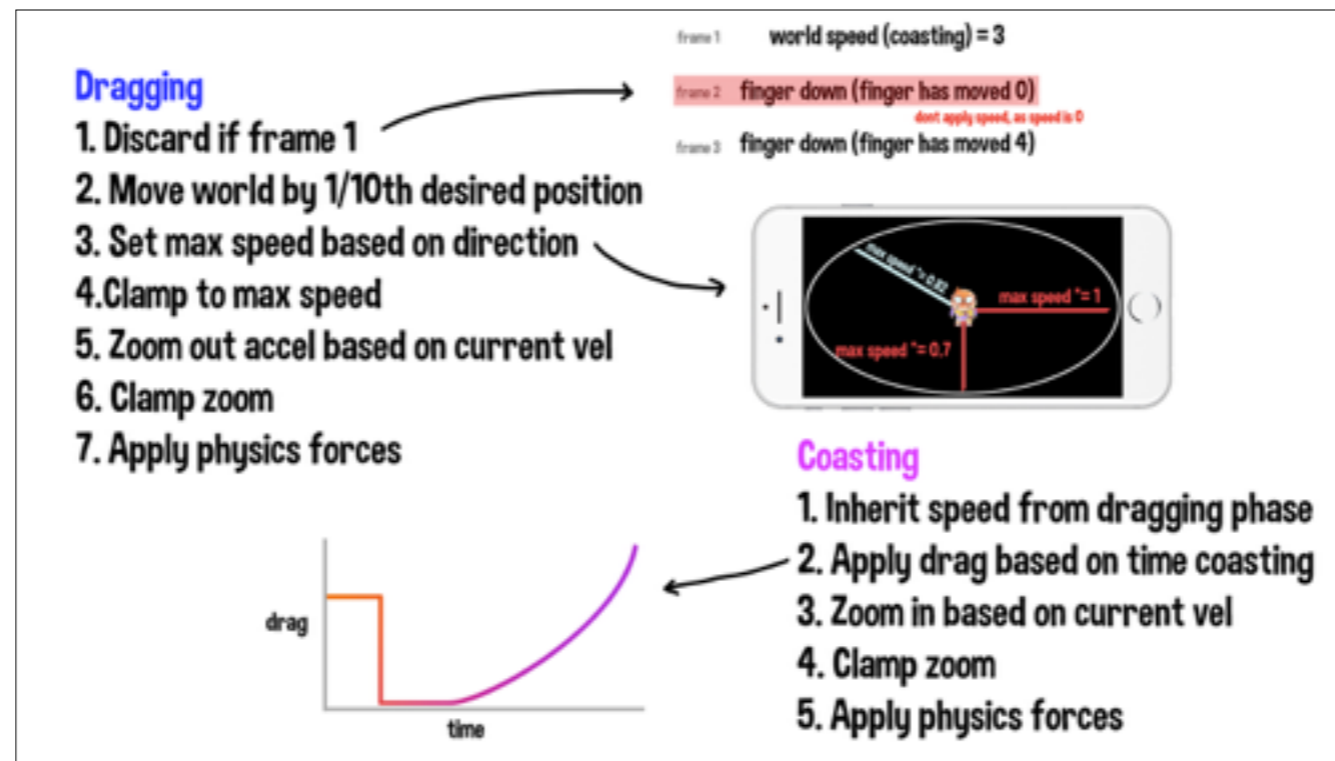 frame 1 world speed (coasting) = 3
Dragging
frame 2 finger down (finger has moved 0)
dont apply speed, as speed is 0
1. Discard if frame 1
frame 3 finger down (finger has moved 4)
2. Move world by 1/10th desired position
3. Set max speed based on direction
4.Clamp to max speed
5. Zoom out accel based on current vel
6. Clamp zoom
7. Apply physics forces
max speed *= 0.82
max speed *= 1
max speed *= 0.7
Coasting
1. Inherit speed from dragging phase
2. Apply drag based on time coasting
3. Zoom in based on current vel
4. Clamp zoom
5. Apply physics forces
drag
time